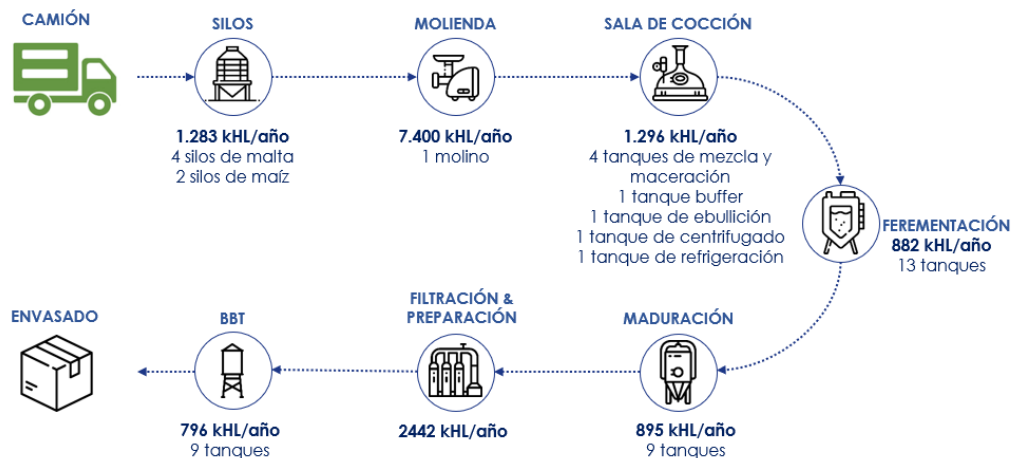 CAMIÓN
SILOS
1.283 kHL/año
4 silos de malta
2 silos de maíz
MOLIENDA
7.400 kHL/año
1 molino
SALA DE COCCIÓN
1.296 kHL/año
4 tanques de mezcla y
maceración
1 tanque buffer
1 tanque de ebullición
1 tanque de centrifugado
1 tanque de refrigeración
FEREMENTACIÓN
882 kHL/año
13 tanques
MADURACIÓN
895 kHL/año
9 tanques
FILTRACIÓN &
PREPARACIÓN
2442 kHL/año
BBT
796 kHL/año
9 tanques
ENVASADO